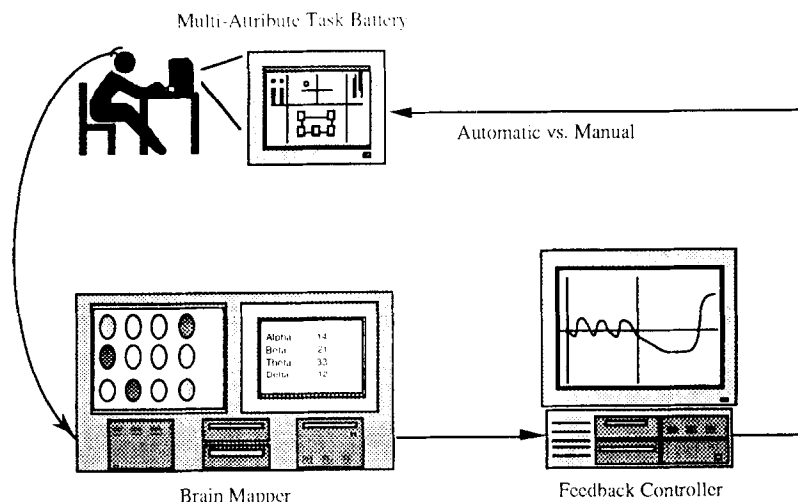 Multi-Attribute Task Battery
Automatic vs. Manual
Alpha 14
Beta 21
Theta 33
Delta 12
Brain Mapper
Feedback Controller